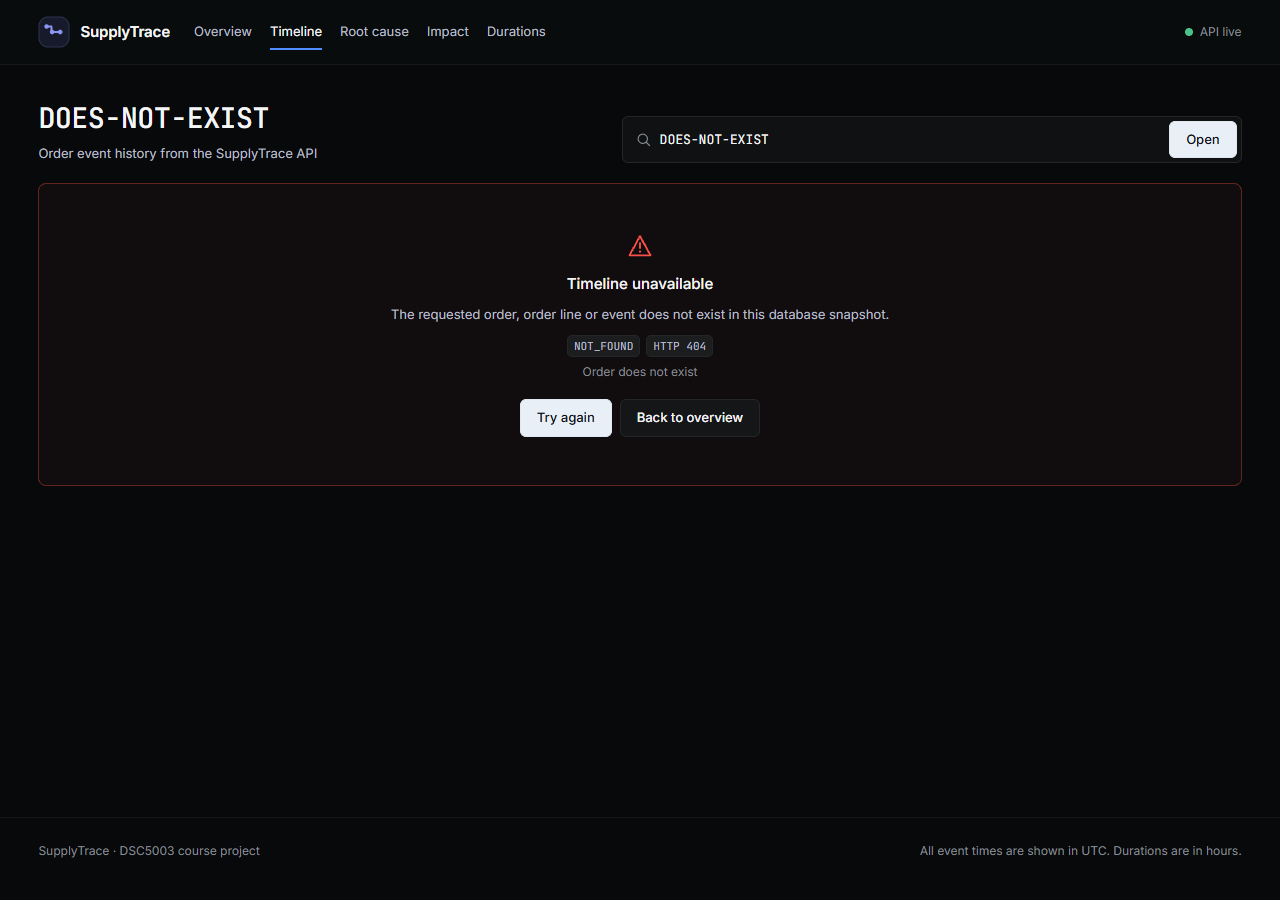 SupplyTrace Overview Timeline Root cause Impact Durations API live
DOES-NOT-EXIST
Order event history from the SupplyTrace API
DOES-NOT-EXIST Open
Timeline unavailable
The requested order, order line or event does not exist in this database snapshot.
NOT_FOUND HTTP 404
Order does not exist
Try again Back to overview
SupplyTrace · DSC5003 course project All event times are shown in UTC. Durations are in hours.